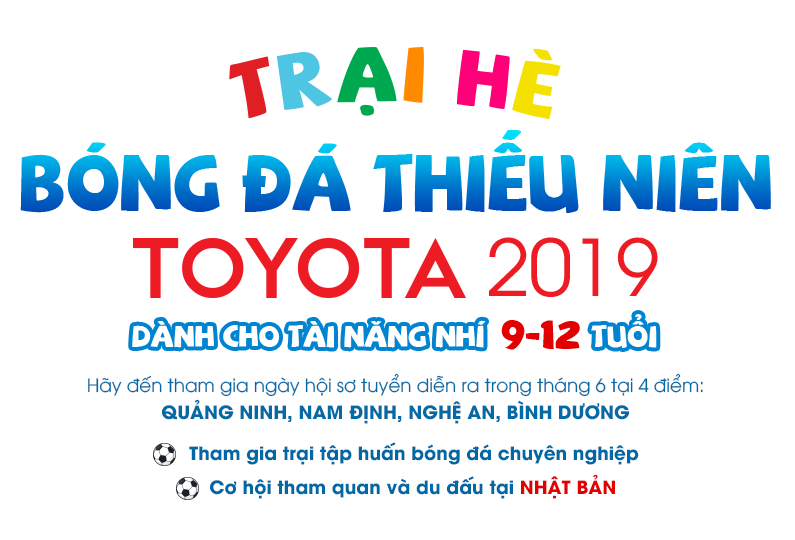 TRẠI HÈ
BÓNG ĐÁ THIẾU NIÊN
TOYOTA 2019
DÀNH CHO TÀI NĂNG NHÍ 9-12 TUỔI
Hãy đến tham gia ngày hội sơ tuyển diễn ra trong tháng 6 tại 4 điểm:
QUẢNG NINH, NAM ĐỊNH, NGHỆ AN, BÌNH DƯƠNG
Tham gia trại tập huấn bóng đá chuyên nghiệp
Cơ hội tham quan và du đấu tại NHẬT BẢN